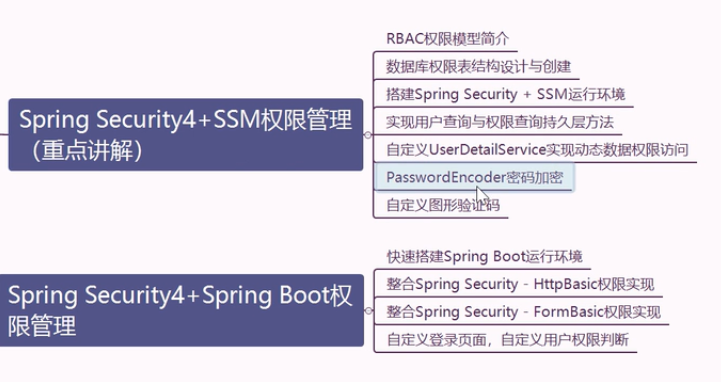 Spring Security4+SSM权限管理
（重点讲解）
RBAC权限模型简介
数据库权限表结构设计与创建
搭建Spring Security + SSM运行环境
实现用户查询与权限查询持久层方法
自定义UserDetailService实现动态数据权限访问
PasswordEncoder密码加密
自定义图形验证码
Spring Security4+Spring Boot权
限管理
快速搭建Spring Boot运行环境
整合Spring Security - HttpBasic权限实现
整合Spring Security - FormBasic权限实现
自定义登录页面，自定义用户权限判断